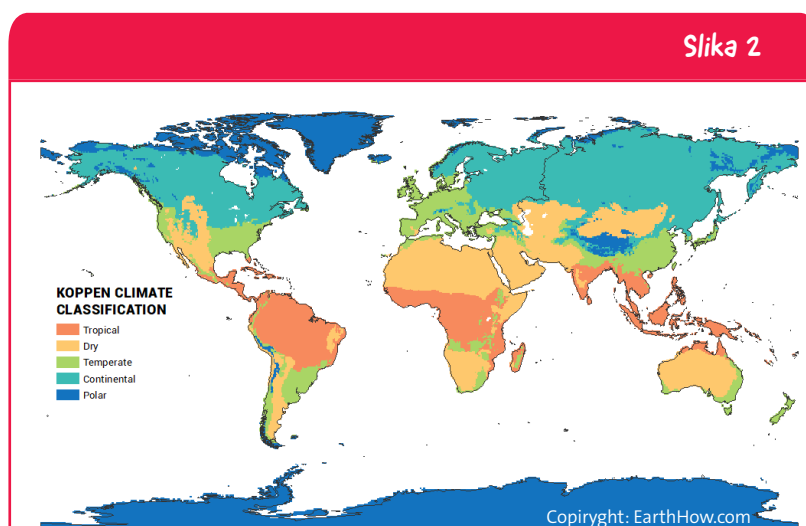 Slika 2
KOPPEN CLIMATE
CLASSIFICATION
Tropical
Dry
Temperate
Continental
Polar
Copiryght: EarthHow.com